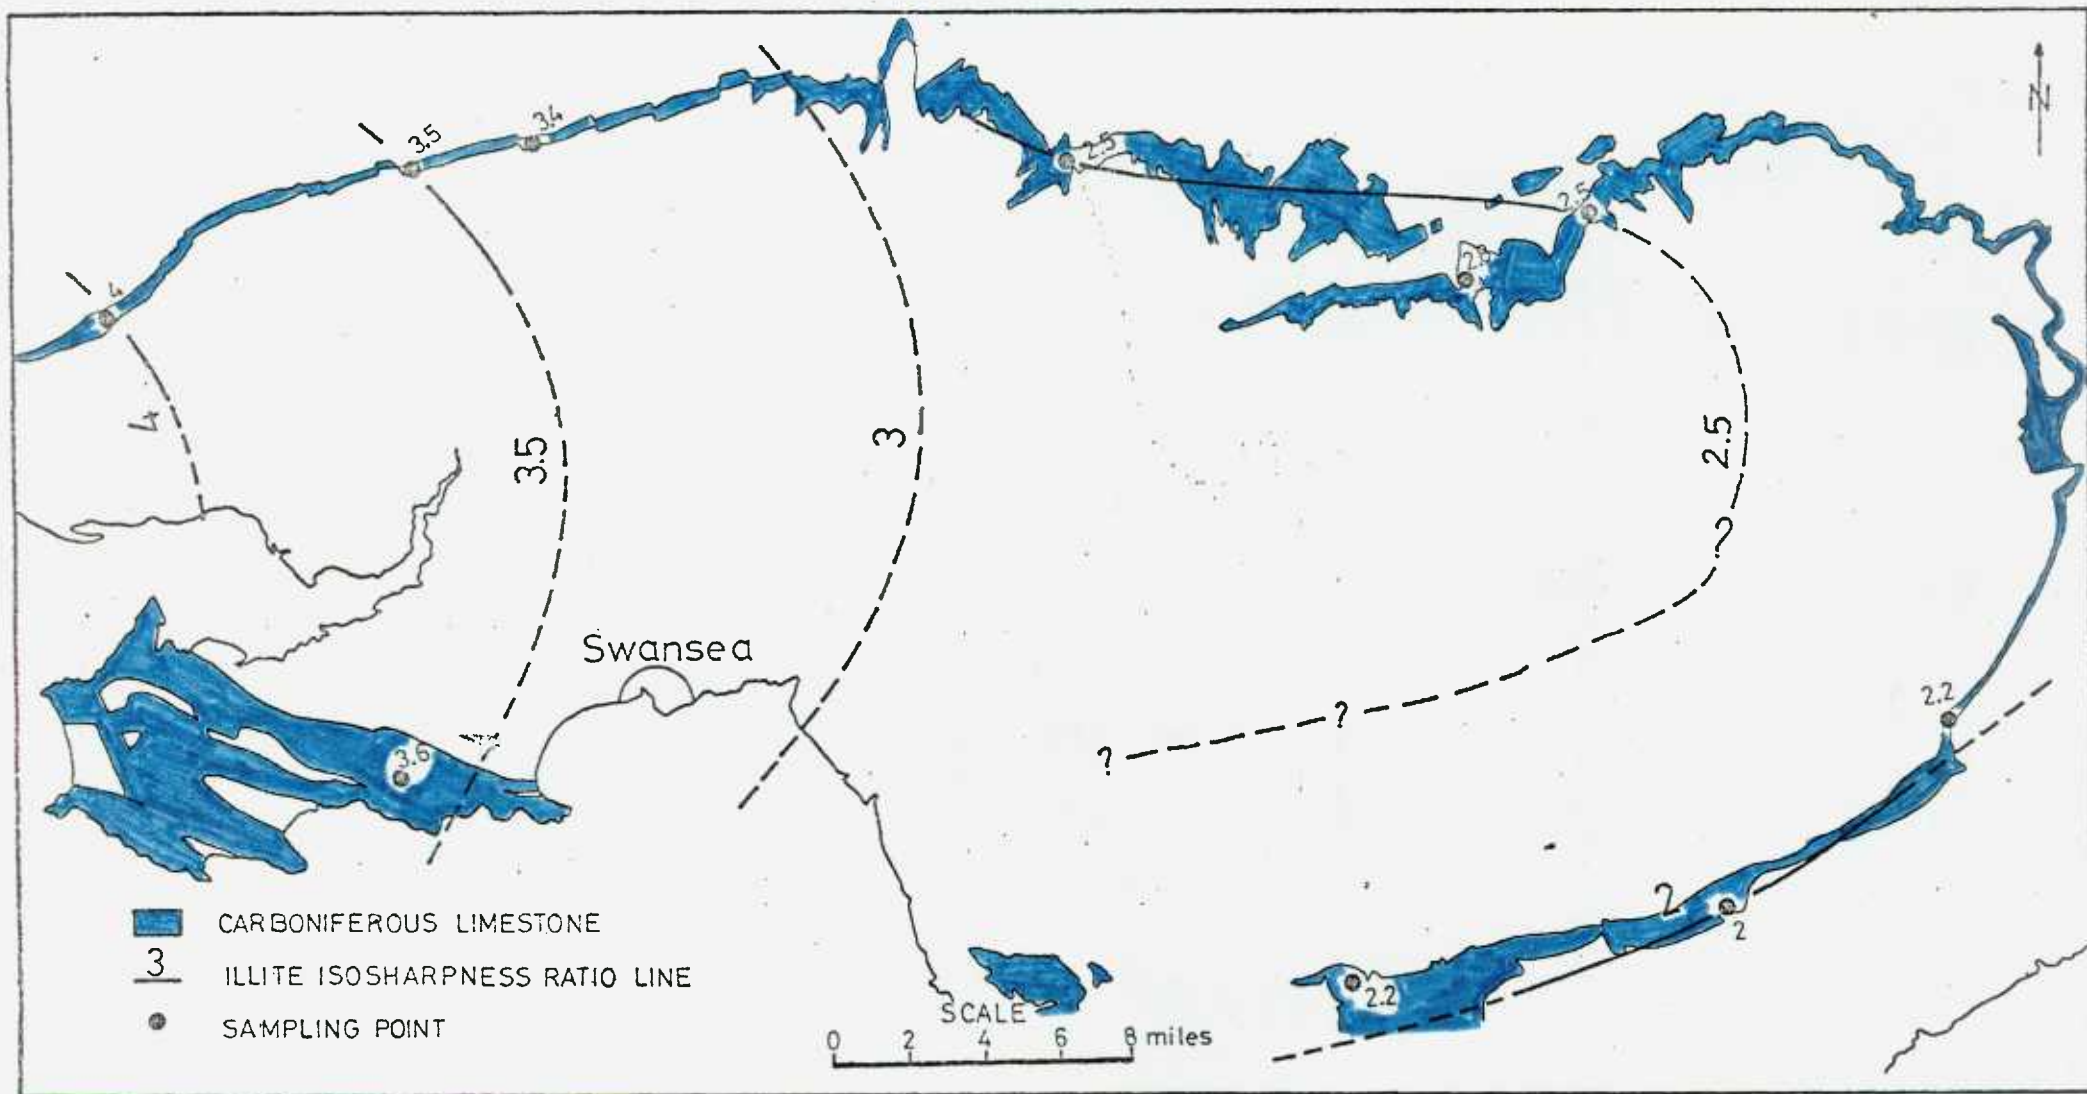 N
3.5
3.4
2.5
2.5
4
4
3.5
3
2.5
?
Swansea
?
?
2.2
3.6
2
2
2.2
CARBONIFEROUS LIMESTONE
3
ILLITE ISOSHARPNESS RATIO LINE
SAMPLING POINT
SCALE
0 2 4 6 8 miles